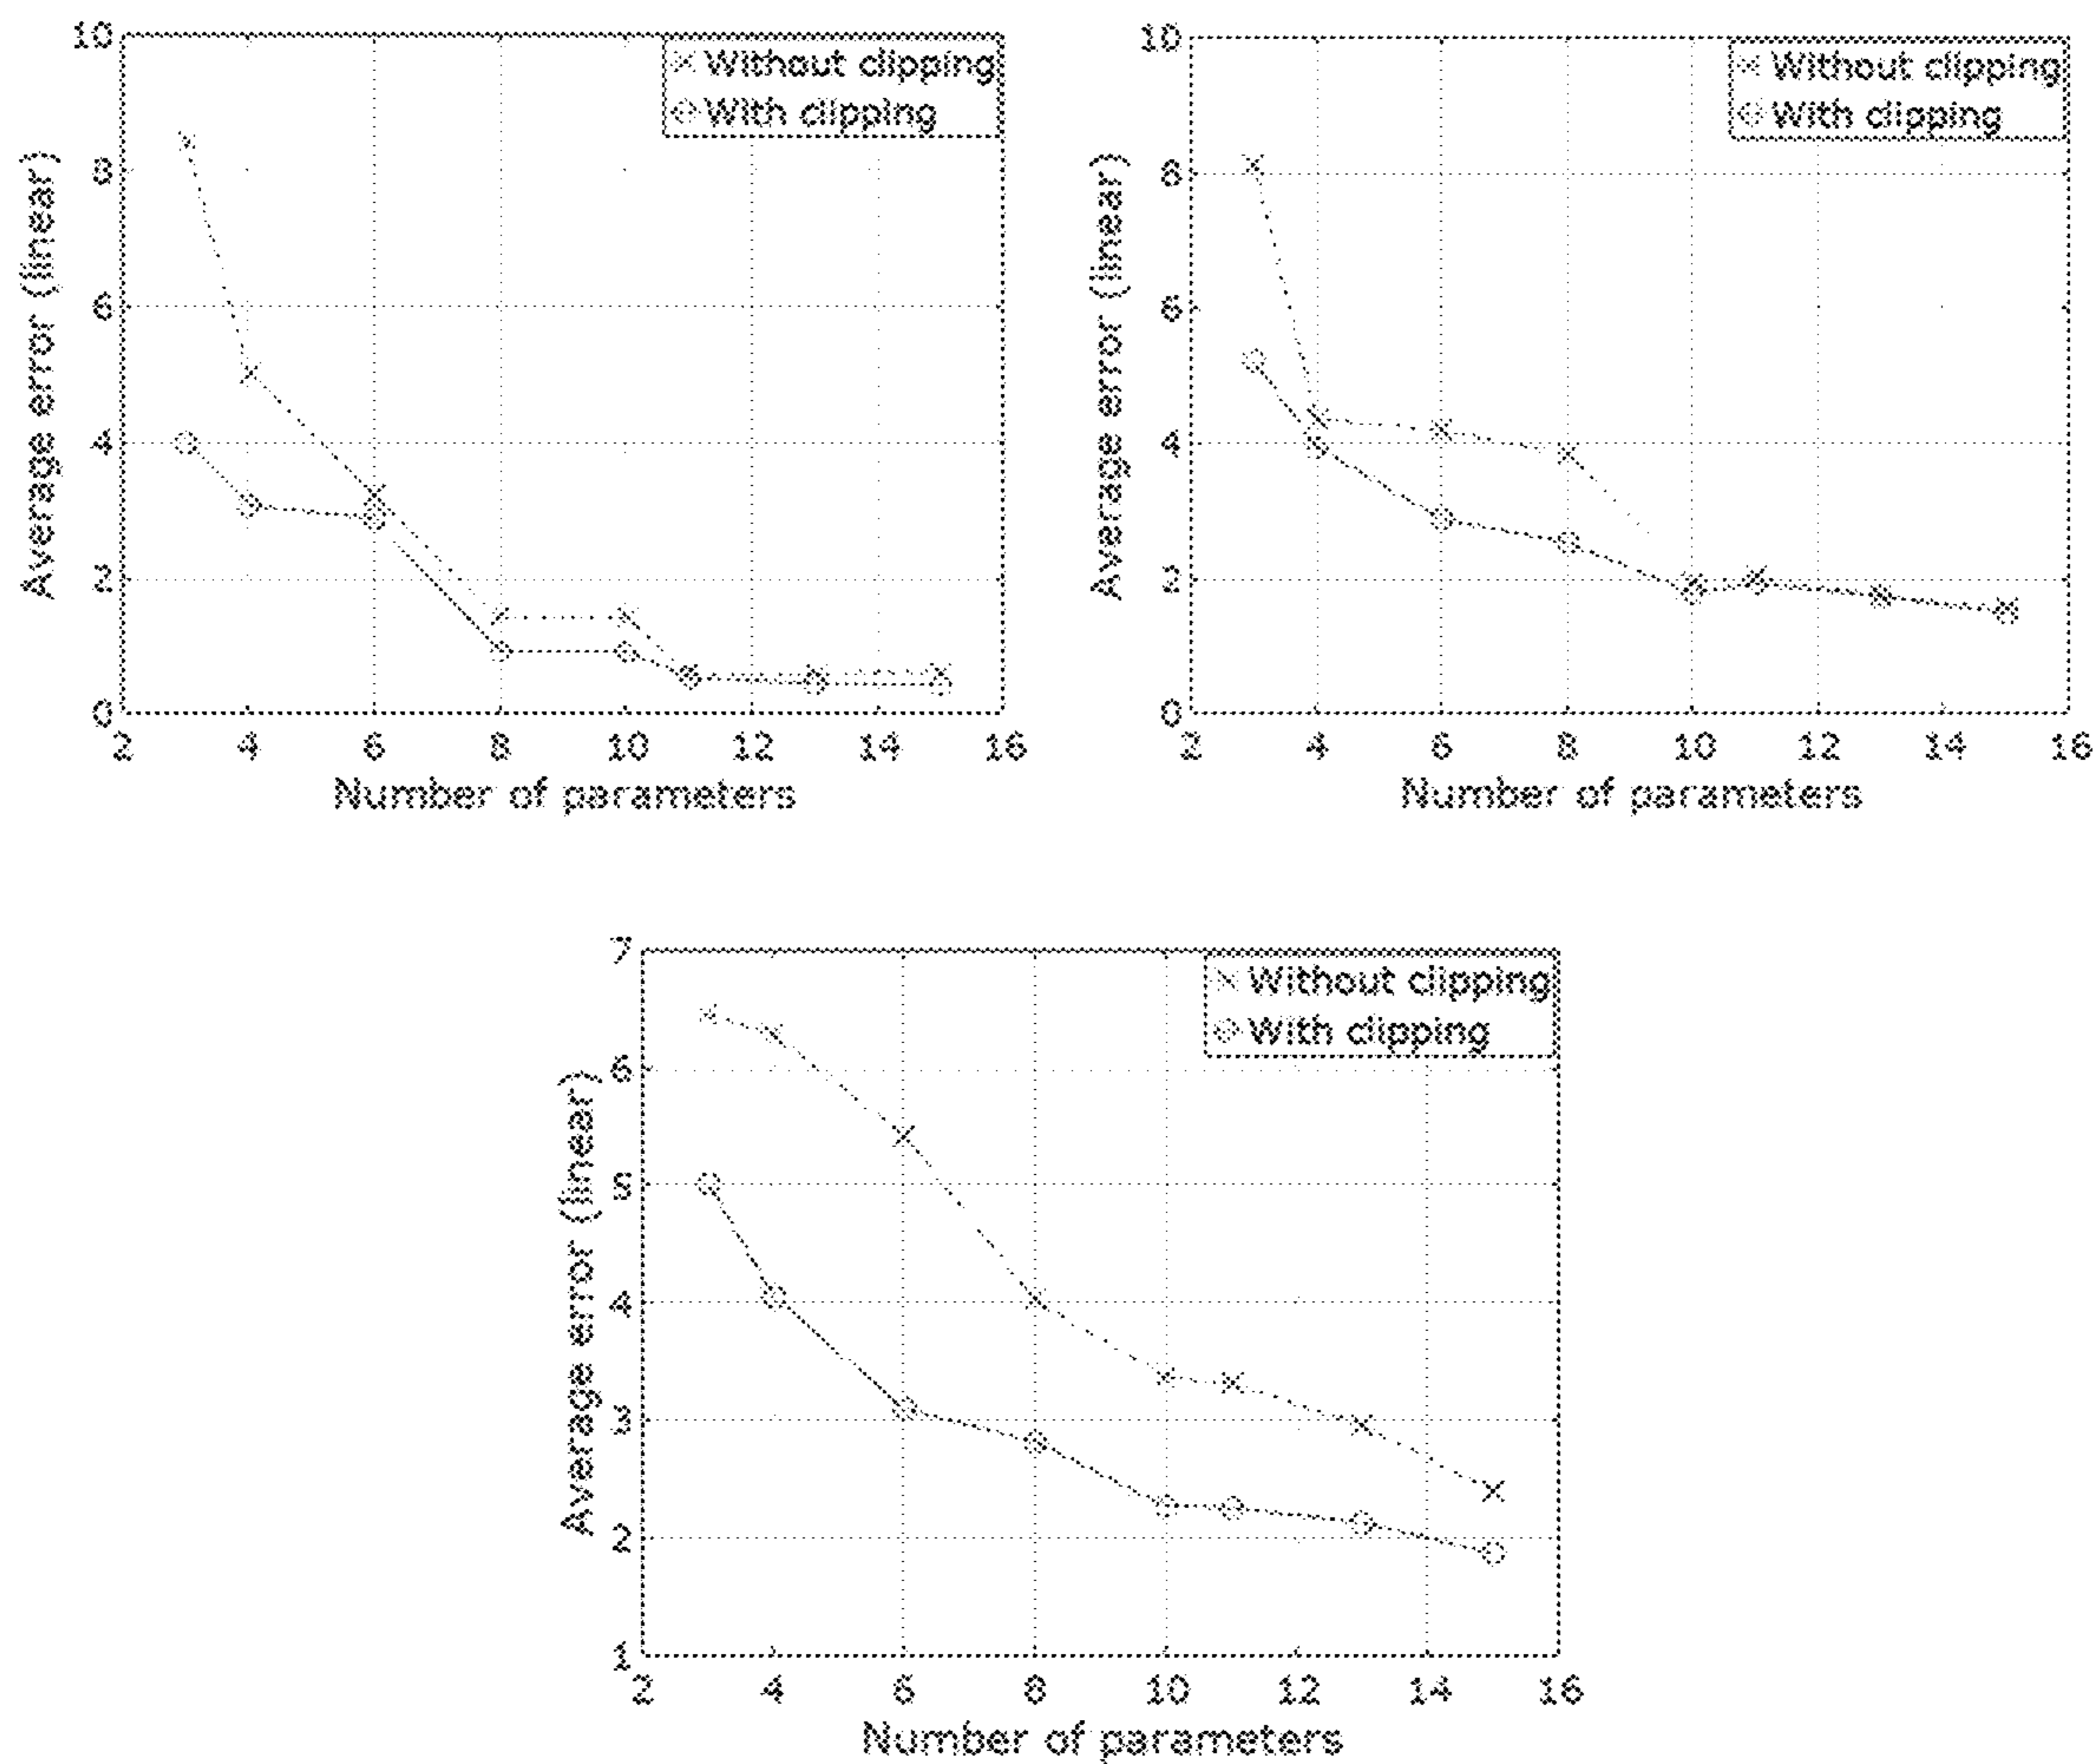 10
8
6
4
2
0
Average error (linear)
Without clipping
With clipping
2 4 6 8 10 12 14 16
Number of parameters
10
8
6
4
2
0
Average error (linear)
Without clipping
With clipping
2 4 6 8 10 12 14 16
Number of parameters
7
6
5
4
3
2
1
Average error (linear)
Without clipping
With clipping
2 4 6 8 10 12 14 16
Number of parameters